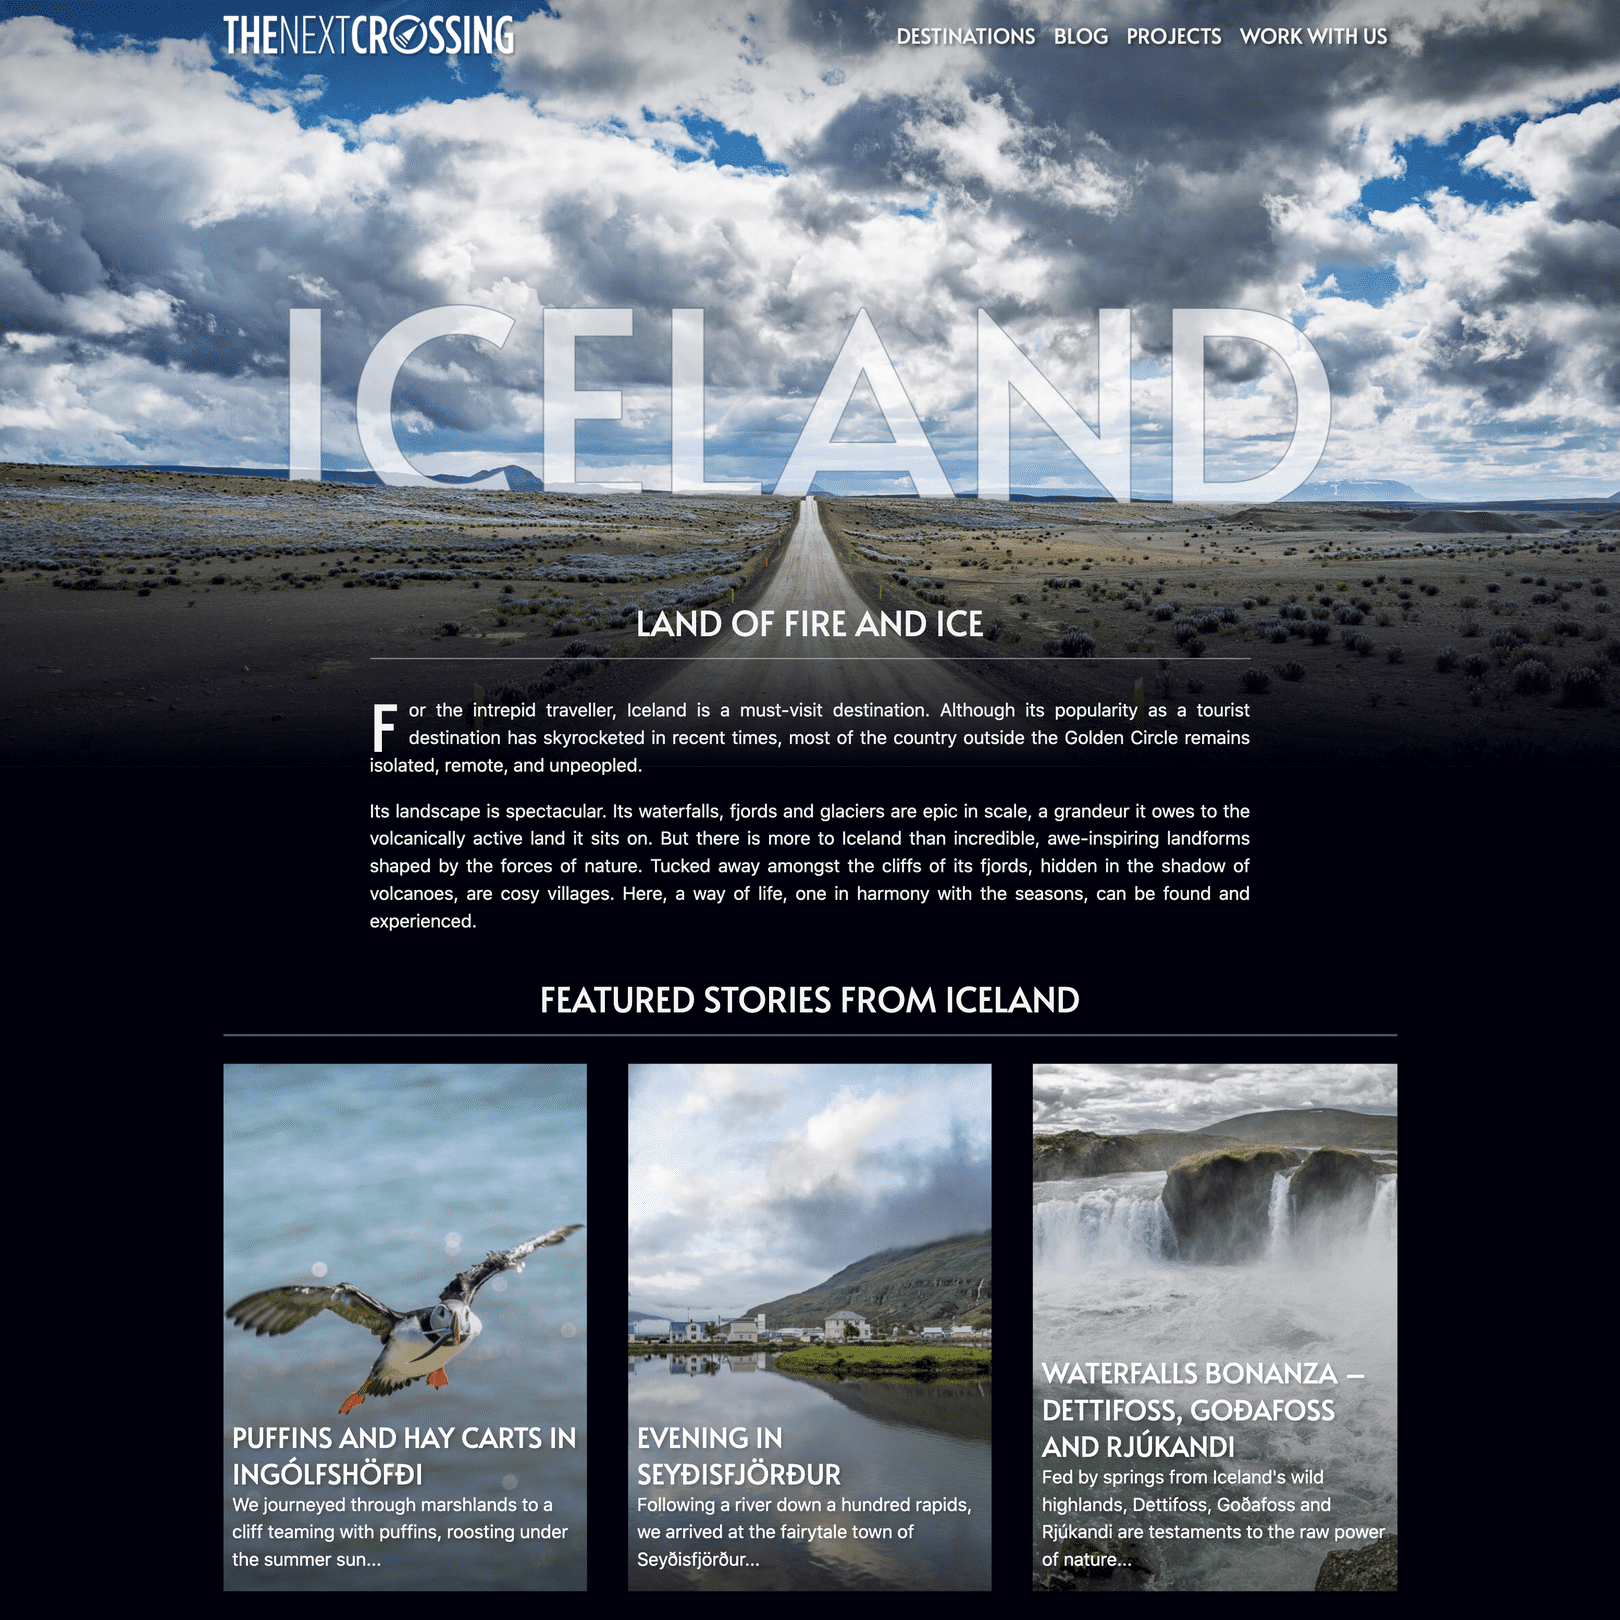 THENEXTCROSSING
DESTINATIONS BLOG PROJECTS WORK WITH US
ICELAND
LAND OF FIRE AND ICE
For the intrepid traveller, Iceland is a must-visit destination. Although its popularity as a tourist
destination has skyrocketed in recent times, most of the country outside the Golden Circle remains
isolated, remote, and unpeopled.
Its landscape is spectacular. Its waterfalls, fjords and glaciers are epic in scale, a grandeur it owes to the
volcanically active land it sits on. But there is more to Iceland than incredible, awe-inspiring landforms
shaped by the forces of nature. Tucked away amongst the cliffs of its fjords, hidden in the shadow of
volcanoes, are cosy villages. Here, a way of life, one in harmony with the seasons, can be found and
experienced.
FEATURED STORIES FROM ICELAND
PUFFINS AND HAY CARTS IN
INGÓLFSHÖFÐI
We journeyed through marshlands to a
cliff teaming with puffins, roosting under
the summer sun...
EVENING IN
SEYÐISFJÖRÐUR
Following a river down a hundred rapids,
we arrived at the fairytale town of
Seyðisfjörður...
WATERFALLS BONANZA –
DETTIFOSS, GOÐAFOSS
AND RJÚKANDI
Fed by springs from Iceland's wild
highlands, Dettifoss, Goðafoss and
Rjúkandi are testaments to the raw power
of nature...